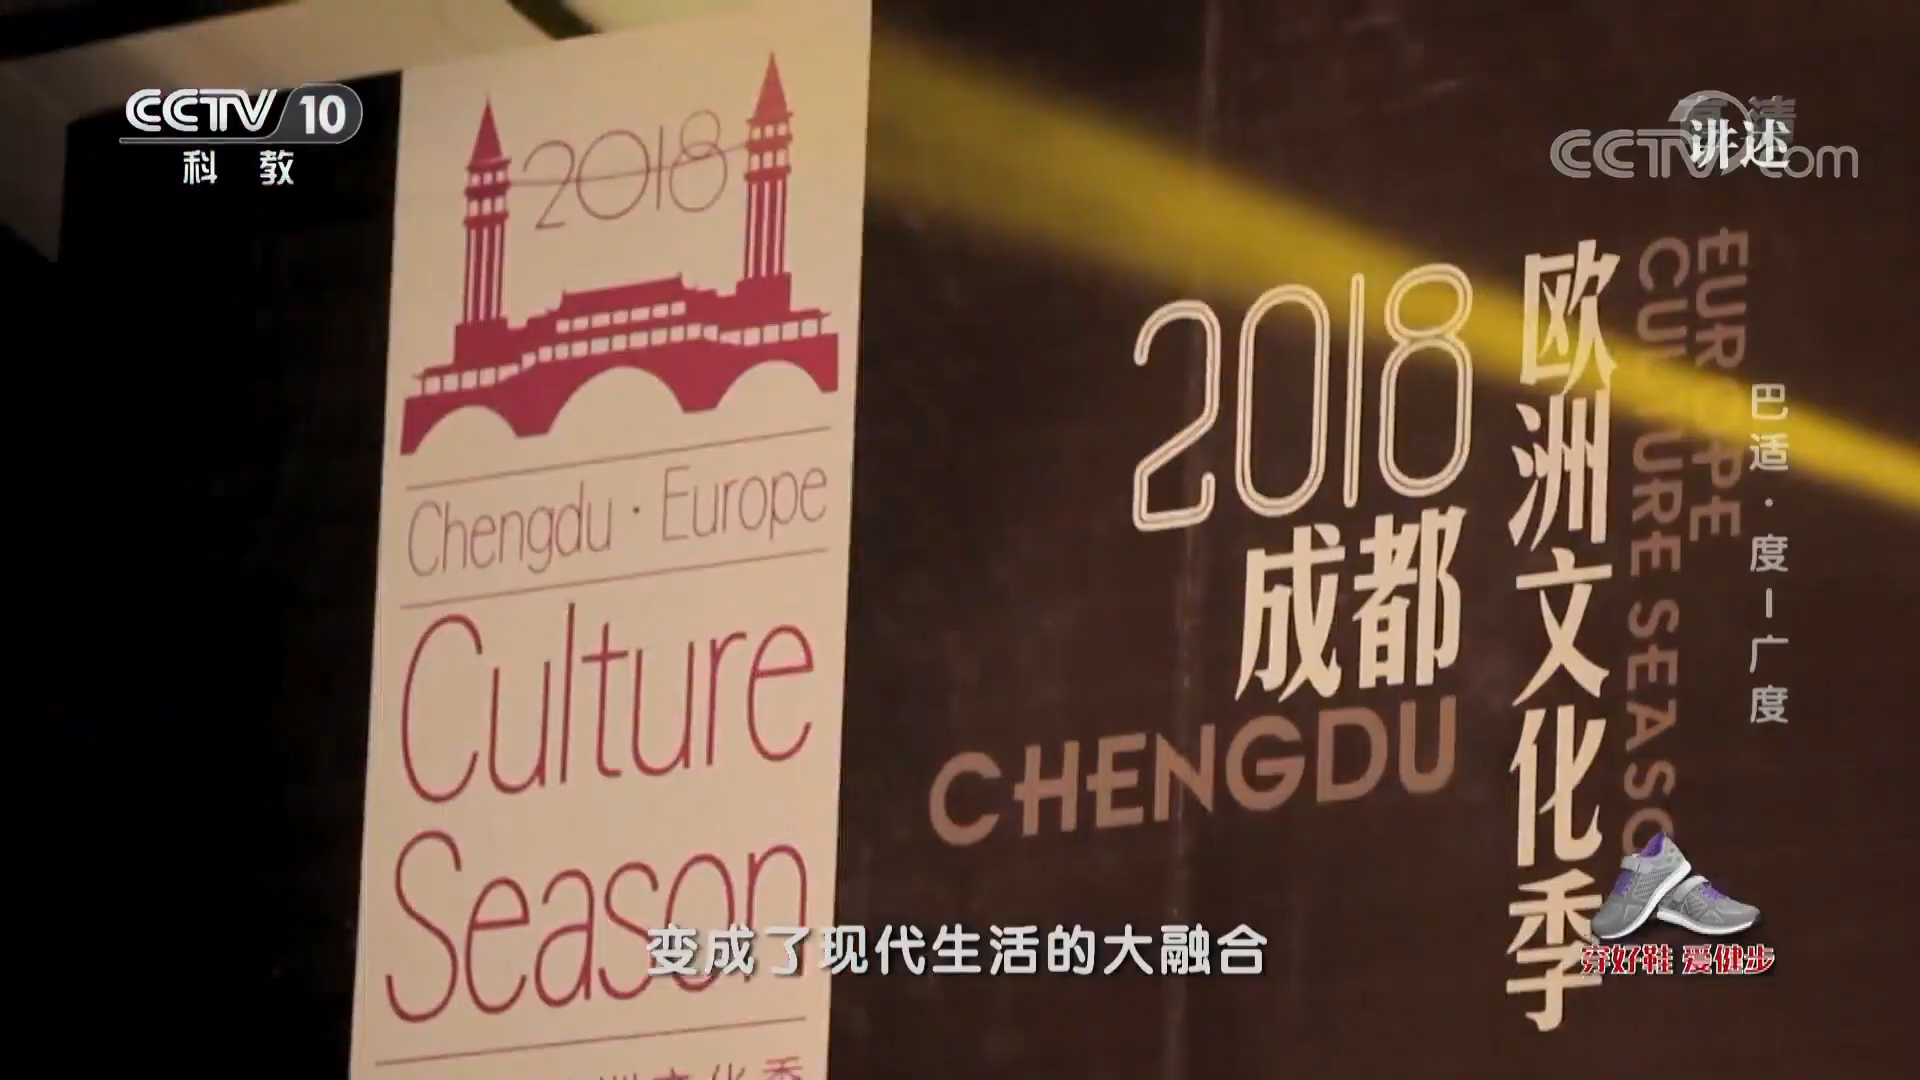 CCTV 10
科 教
讲述
CCTV.com
2018
Chengdu · Europe
Culture
Season
2018
成都
CHENGDU
欧洲文化季
EUROPE
CULTURE SEASO
巴适·度—广度
变成了现代生活的大融合
穿好鞋 爱健步